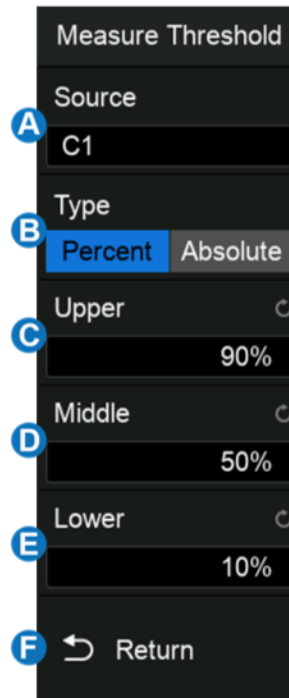 Measure Threshold
Source
A
C1
Type
B
Percent Absolute
Upper
C
90%
Middle
D
50%
Lower
E
10%
F
Return